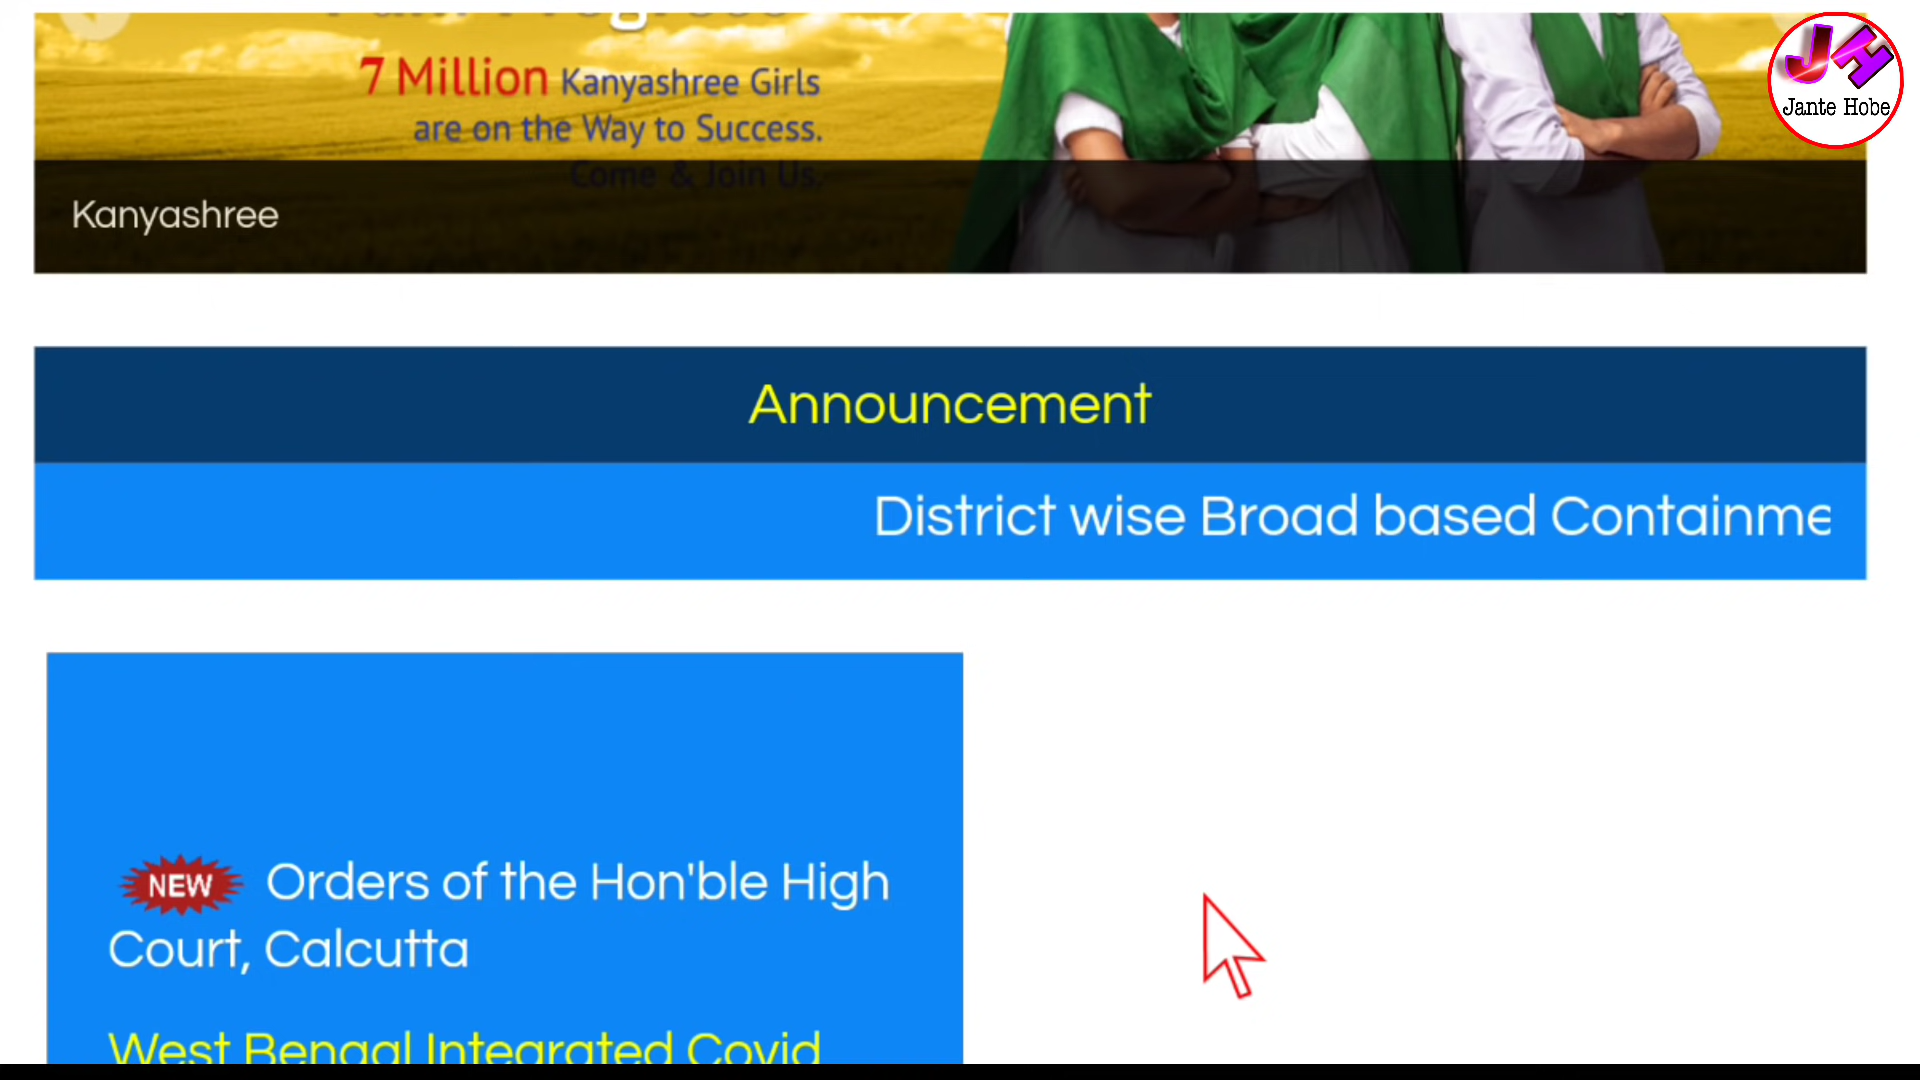 7 Million Kanyashree Girls
are on the Way to Success.
Come & Join Us.
JH
Jante Hobe
Kanyashree
Announcement
District wise Broad based Containme
NEW Orders of the Hon'ble High
Court, Calcutta
West Bengal Integrated Covid